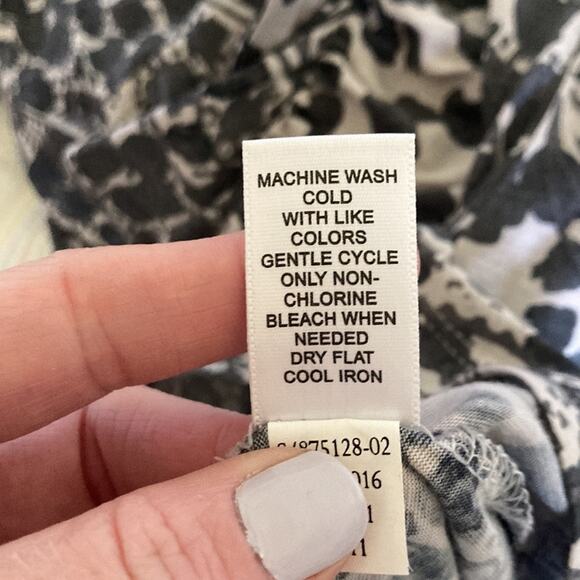 MACHINE WASH
COLD
WITH LIKE
COLORS
GENTLE CYCLE
ONLY NON-
CHLORINE
BLEACH WHEN
NEEDED
DRY FLAT
COOL IRON